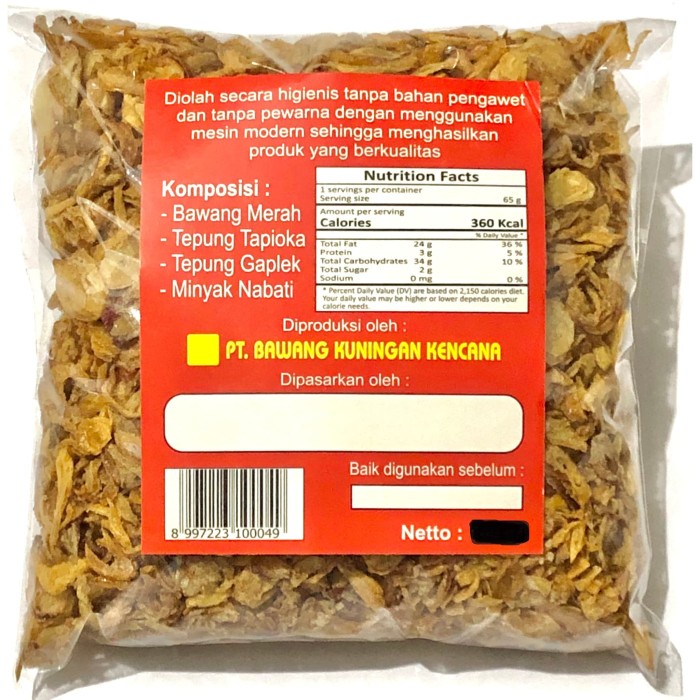 Diolah secara higienis tanpa bahan pengawet
dan tanpa pewarna dengan menggunakan
mesin modern sehingga menghasilkan
produk yang berkualitas
Komposisi :
- Bawang Merah
- Tepung Tapioka
- Tepung Gaplek
- Minyak Nabati
Nutrition Facts
1 servings per container
Serving size 65 g
Amount per serving
Calories 360 Kcal
% Daily Value *
Total Fat 24 g 36 %
Protein 3 g 5 %
Total Carbohydrates 34 g 10 %
Total Sugar 2 g
Sodium 0 mg 0 %
* Percent Daily Value (DV) are based on 2,150 calories diet.
Your daily value may be higher or lower depends on your
calorie needs.
Diproduksi oleh :
PT. BAWANG KUNINGAN KENCANA
Dipasarkan oleh :
Baik digunakan sebelum :
8 997223 100049
Netto :